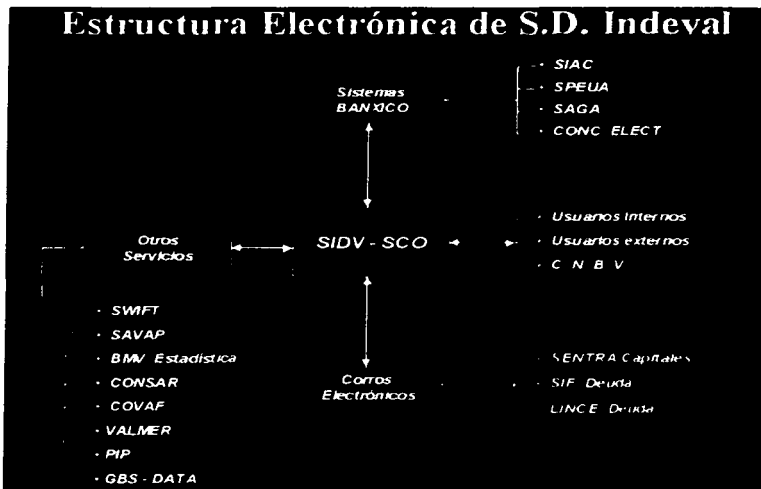 Estructura Electrónica de S.D. Indeval
Sistemas
BANXICO
· SIAC
· SPEUA
· SAGA
· CONC ELECT
Otros
Servicios
SIDV - SCO
· Usuarios Internos
· Usuarios externos
· C N B V
· SWIFT
· SAVAP
· BMV Estadística
· CONSAR
· COVAF
· VALMER
· PIP
· GBS - DATA
Corros
Electrónicos
· SENTRA Capitales
· SIF Deuda
LINCE Deuda